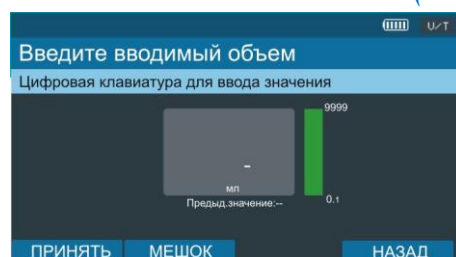 U/T
Введите вводимый объем
Цифровая клавиатура для ввода значения
9999
-
мл
Предыд.значение:--
0.1
ПРИНЯТЬ МЕШОК НАЗАД